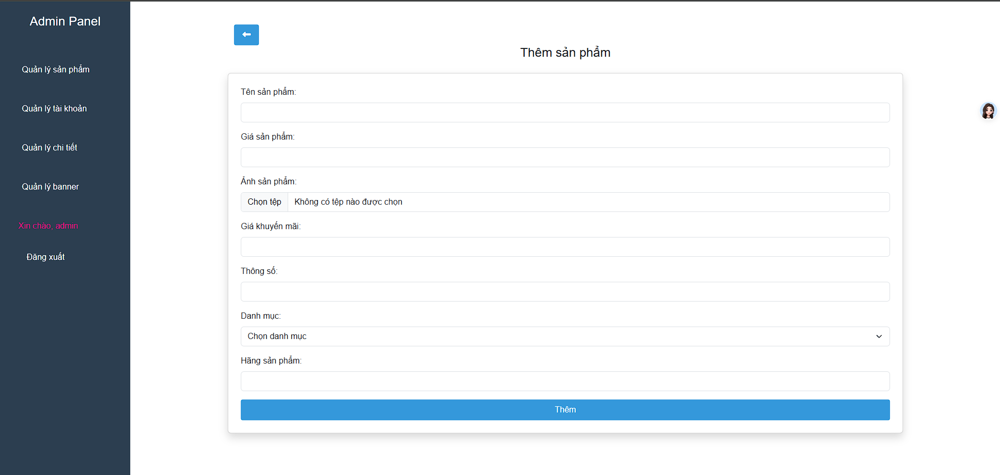 Admin Panel
Quản lý sản phẩm
Quản lý tài khoản
Quản lý chi tiết
Quản lý banner
Xin chào, admin
Đăng xuất
Thêm sản phẩm
Tên sản phẩm:
Giá sản phẩm:
Ảnh sản phẩm:
Chọn tệp Không có tệp nào được chọn
Giá khuyến mãi:
Thông số:
Danh mục:
Chọn danh mục
Hãng sản phẩm:
Thêm